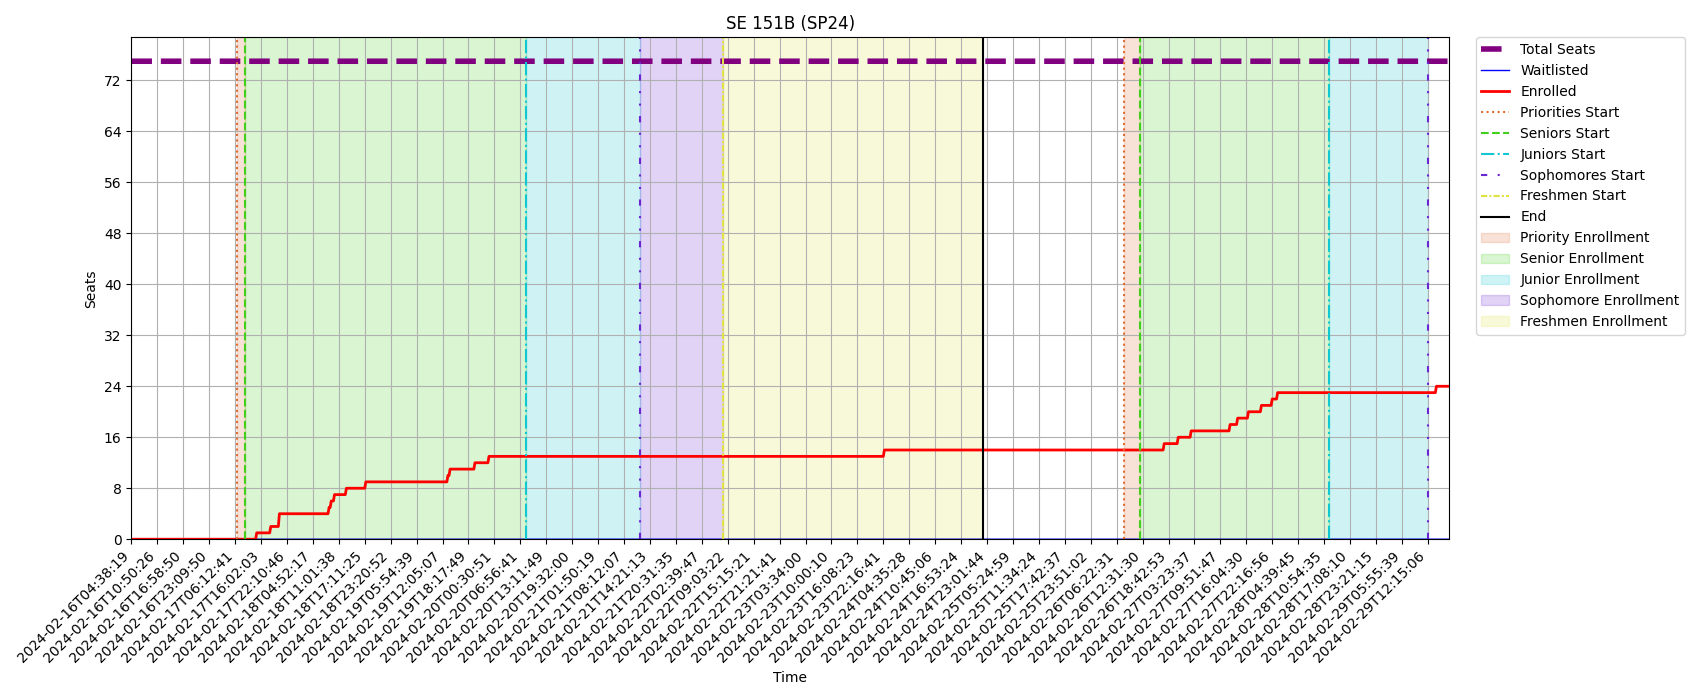 SE 151B (SP24)
Seats
72
64
56
48
40
32
24
16
8
0
2024-02-16T04:38:19
2024-02-16T10:50:26
2024-02-16T16:58:50
2024-02-16T23:09:50
2024-02-17T06:12:41
2024-02-17T16:02:03
2024-02-17T22:10:46
2024-02-18T04:52:17
2024-02-18T11:01:38
2024-02-18T17:11:25
2024-02-18T23:20:52
2024-02-19T05:54:39
2024-02-19T12:05:07
2024-02-19T18:17:49
2024-02-20T00:30:51
2024-02-20T06:56:41
2024-02-20T13:11:49
2024-02-20T19:32:00
2024-02-21T01:50:19
2024-02-21T08:12:07
2024-02-21T14:21:13
2024-02-21T20:31:35
2024-02-22T02:39:47
2024-02-22T09:03:22
2024-02-22T15:15:21
2024-02-22T21:21:41
2024-02-23T03:34:00
2024-02-23T10:00:10
2024-02-23T16:08:23
2024-02-23T22:16:41
2024-02-24T04:35:28
2024-02-24T10:45:06
2024-02-24T16:53:24
2024-02-24T23:01:44
2024-02-25T05:24:59
2024-02-25T11:34:24
2024-02-25T17:42:37
2024-02-25T23:51:02
2024-02-26T06:22:31
2024-02-26T12:31:30
2024-02-26T18:42:53
2024-02-27T03:23:37
2024-02-27T09:51:47
2024-02-27T16:04:30
2024-02-27T22:16:56
2024-02-28T04:39:45
2024-02-28T10:54:35
2024-02-28T17:08:10
2024-02-28T23:21:15
2024-02-29T05:55:39
2024-02-29T12:15:06
Time
Total Seats
Waitlisted
Enrolled
Priorities Start
Seniors Start
Juniors Start
Sophomores Start
Freshmen Start
End
Priority Enrollment
Senior Enrollment
Junior Enrollment
Sophomore Enrollment
Freshmen Enrollment